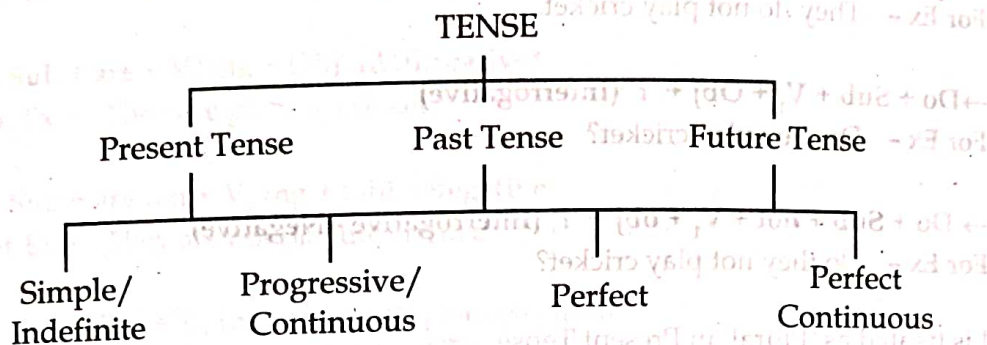 TENSE
Present Tense Past Tense Future Tense
Simple/ Progressive/ Perfect Perfect
Indefinite Continuous Continuous